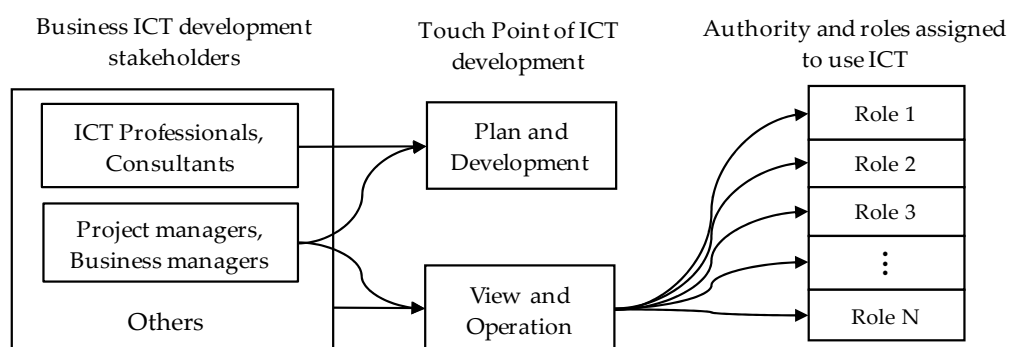 Business ICT development
stakeholders
Touch Point of ICT
development
Authority and roles assigned
to use ICT
ICT Professionals,
Consultants
Project managers,
Business managers
Others
Plan and
Development
View and
Operation
Role 1
Role 2
Role 3
⋮
Role N